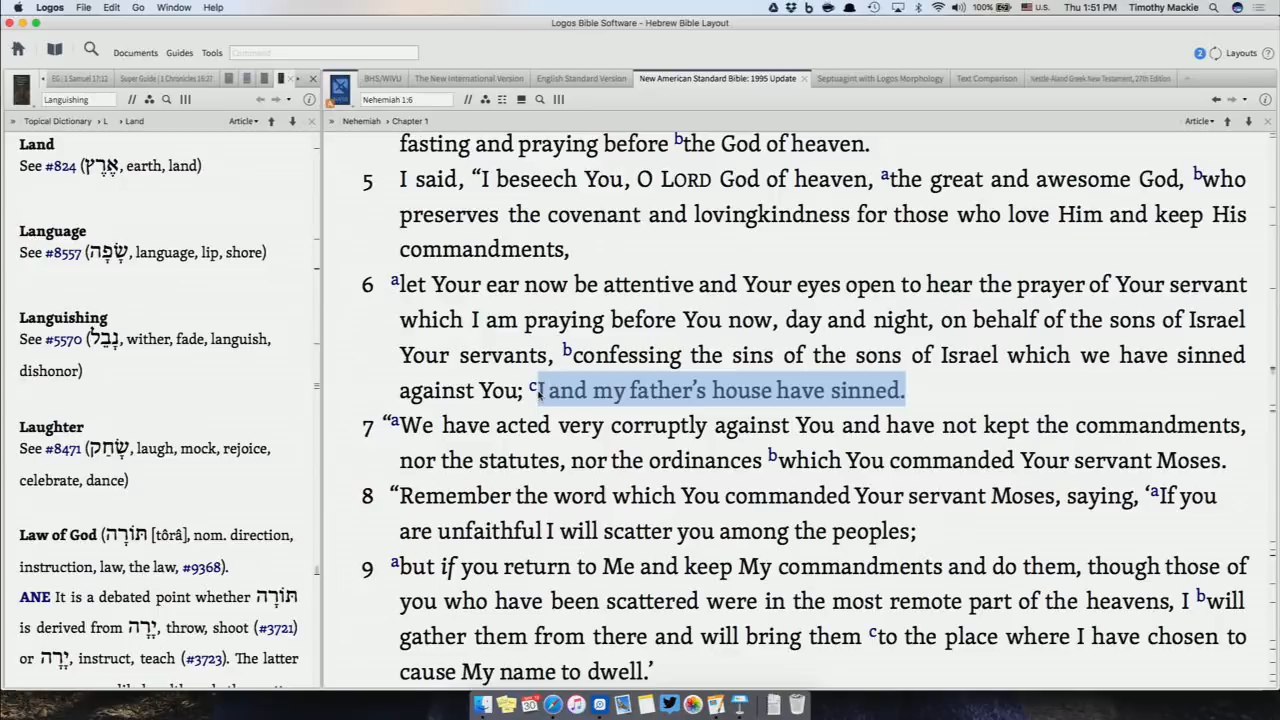 Logos File Edit Go Window Help 100% U.S. Thu 1:51 PM Timothy Mackie
Logos Bible Software - Hebrew Bible Layout
Documents Guides Tools Command 2 Layouts
EG: 1 Samuel 17:12 Super Guide | 1 Chronicles 16:27 BHS/WIVU The New International Version English Standard Version New American Standard Bible: 1995 Update Septuagint with Logos Morphology Text Comparison Nestle-Aland Greek New Testament, 27th Edition
Languishing Nehemiah 1:6
» Topical Dictionary › L › Land Article » Nehemiah › Chapter 1 Article
Land
See #824 (אֶרֶץ, earth, land)
Language
See #8557 (שָׂפָה, language, lip, shore)
Languishing
See #5570 (נָבֵל, wither, fade, languish,
dishonor)
Laughter
See #8471 (שָׂחַק, laugh, mock, rejoice,
celebrate, dance)
Law of God (תּוֹרָה [tôrâ], nom. direction,
instruction, law, the law, #9368).
ANE It is a debated point whether תּוֹרָה
is derived from יָרָה, throw, shoot (#3721)
or יָרָה, instruct, teach (#3723). The latter
fasting and praying before bthe God of heaven.
5 I said, “I beseech You, O LORD God of heaven, athe great and awesome God, bwho
preserves the covenant and lovingkindness for those who love Him and keep His
commandments,
6 alet Your ear now be attentive and Your eyes open to hear the prayer of Your servant
which I am praying before You now, day and night, on behalf of the sons of Israel
Your servants, bconfessing the sins of the sons of Israel which we have sinned
against You; cI and my father’s house have sinned.
7 “aWe have acted very corruptly against You and have not kept the commandments,
nor the statutes, nor the ordinances bwhich You commanded Your servant Moses.
8 “Remember the word which You commanded Your servant Moses, saying, ‘aIf you
are unfaithful I will scatter you among the peoples;
9 abut if you return to Me and keep My commandments and do them, though those of
you who have been scattered were in the most remote part of the heavens, I bwill
gather them from there and will bring them cto the place where I have chosen to
cause My name to dwell.’